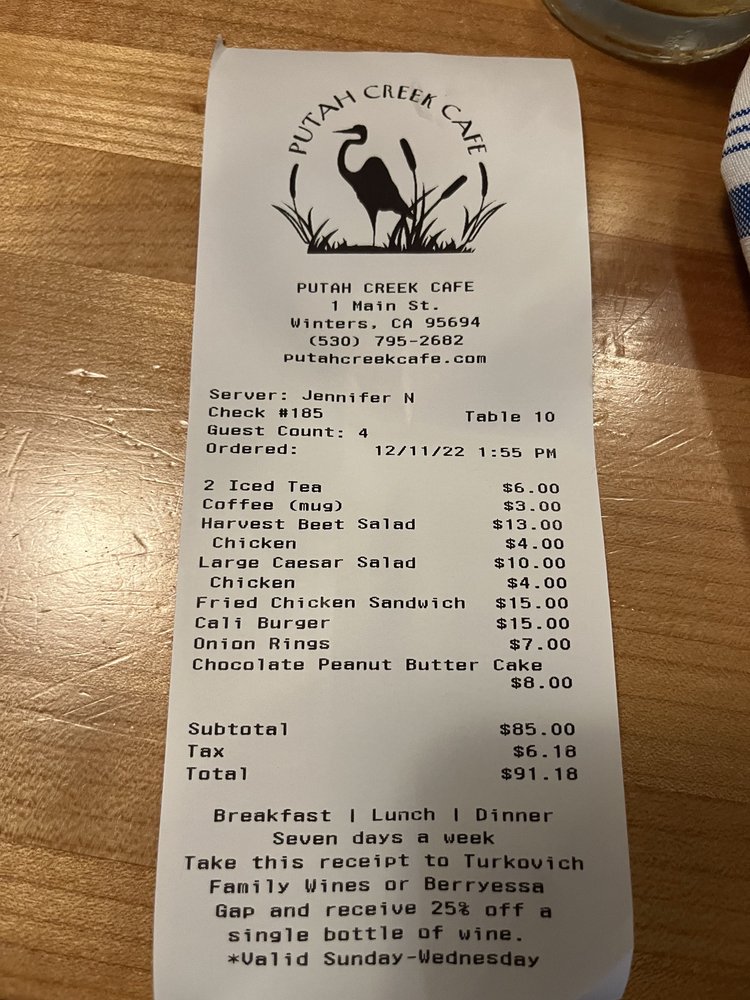 PUTAH CREEK CAFE
PUTAH CREEK CAFE
1 Main St.
Winters, CA 95694
(530) 795-2682
putahcreekcafe.com
Server: Jennifer N
Check #185 Table 10
Guest Count: 4
Ordered: 12/11/22 1:55 PM
2 Iced Tea $6.00
Coffee (mug) $3.00
Harvest Beet Salad $13.00
Chicken $4.00
Large Caesar Salad $10.00
Chicken $4.00
Fried Chicken Sandwich $15.00
Cali Burger $15.00
Onion Rings $7.00
Chocolate Peanut Butter Cake
$8.00
Subtotal $85.00
Tax $6.18
Total $91.18
Breakfast | Lunch | Dinner
Seven days a week
Take this receipt to Turkovich
Family Wines or Berryessa
Gap and receive 25% off a
single bottle of wine.
*Valid Sunday-Wednesday